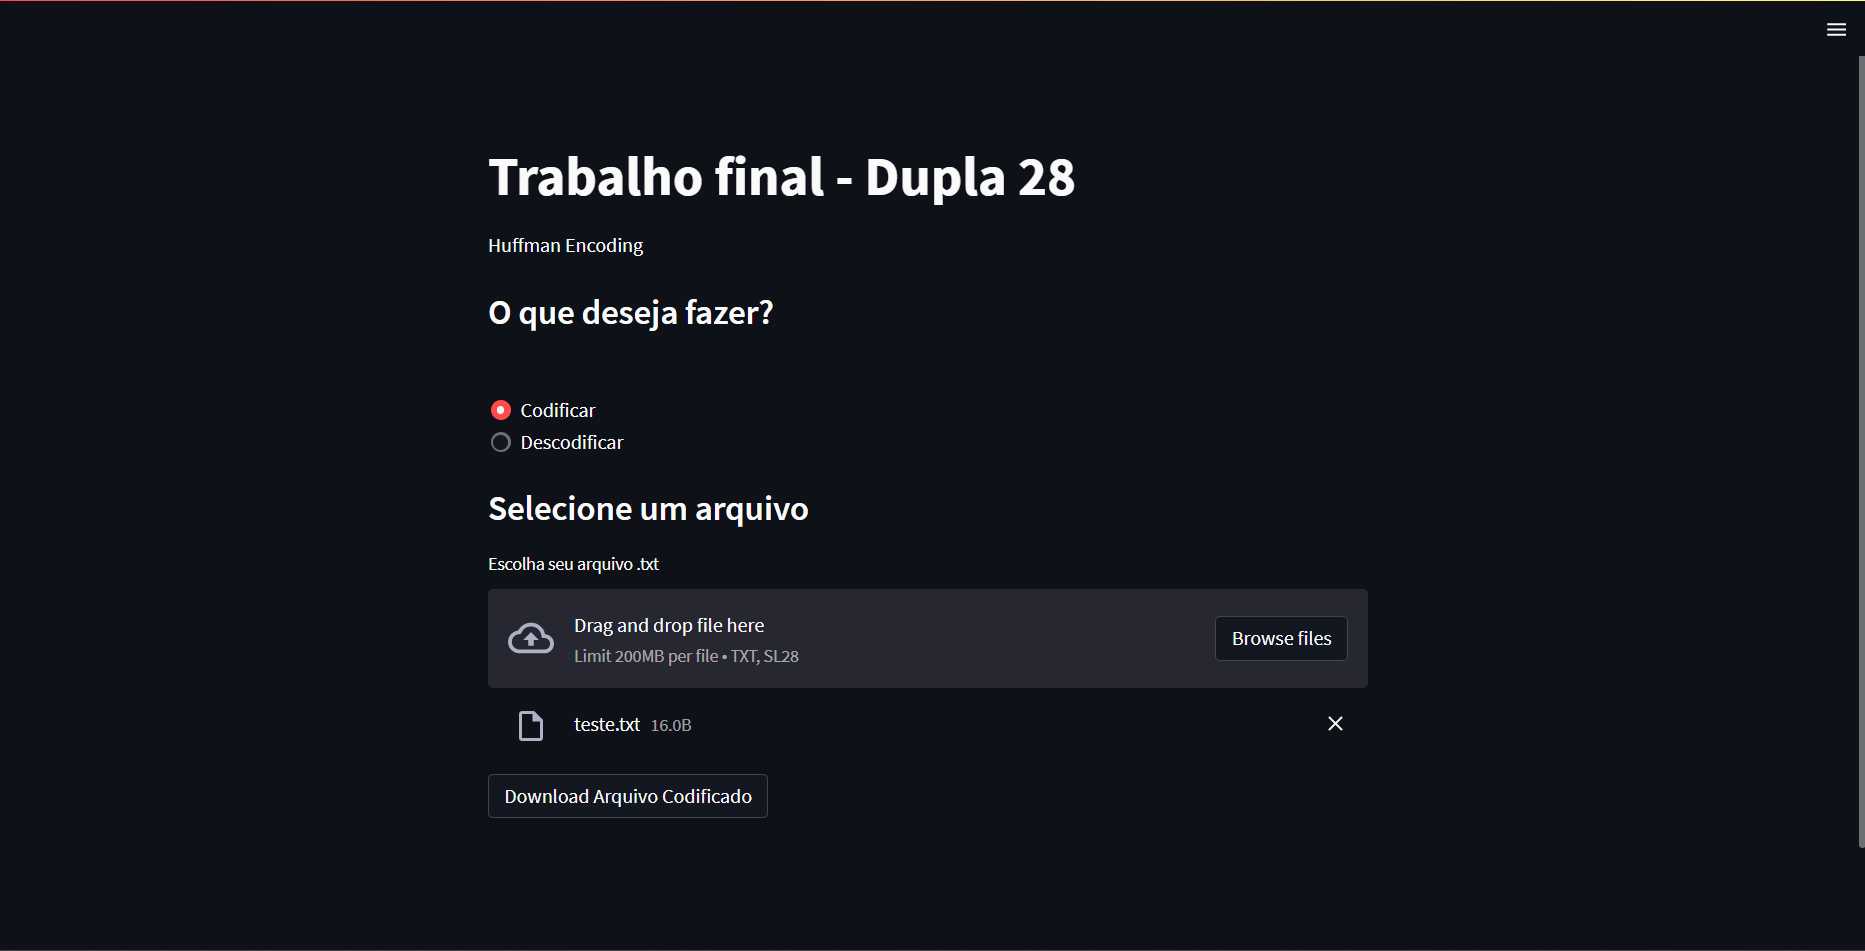 Trabalho final - Dupla 28
Huffman Encoding
O que deseja fazer?
Codificar
Descodificar
Selecione um arquivo
Escolha seu arquivo .txt
Drag and drop file here
Limit 200MB per file • TXT, SL28
Browse files
teste.txt 16.0B
Download Arquivo Codificado